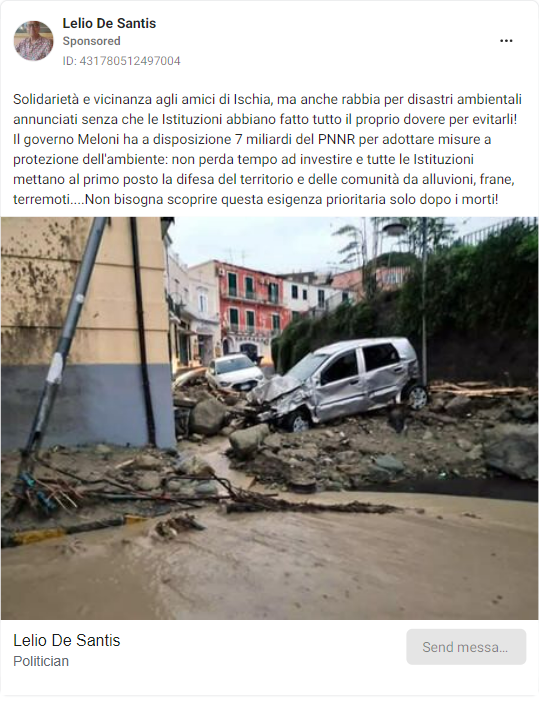 Lelio De Santis
Sponsored
ID: 431780512497004
Solidarietà e vicinanza agli amici di Ischia, ma anche rabbia per disastri ambientali
annunciati senza che le Istituzioni abbiano fatto tutto il proprio dovere per evitarli!
Il governo Meloni ha a disposizione 7 miliardi del PNNR per adottare misure a
protezione dell'ambiente: non perda tempo ad investire e tutte le Istituzioni
mettano al primo posto la difesa del territorio e delle comunità da alluvioni, frane,
terremoti....Non bisogna scoprire questa esigenza prioritaria solo dopo i morti!
Lelio De Santis
Politician
Send messa...